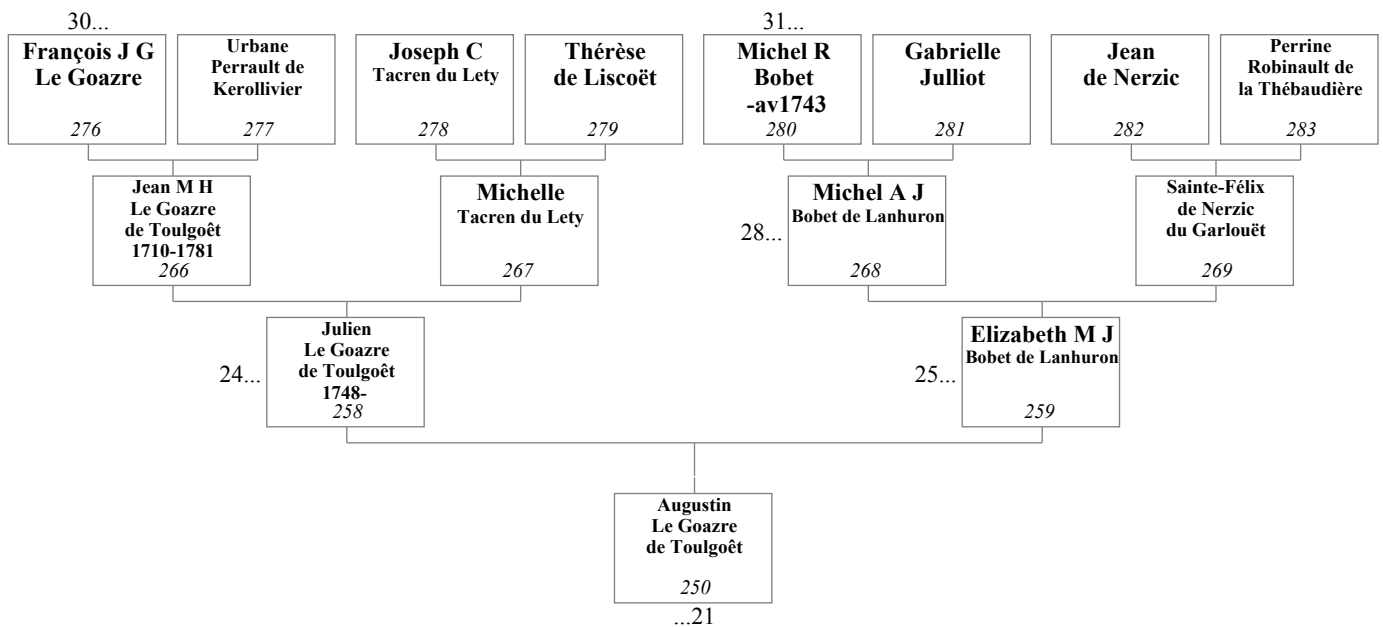 30...
31...
François J G
Le Goazre
276
Urbane
Perrault de
Kerollivier
277
Joseph C
Tacren du Lety
278
Thérèse
de Liscoët
279
Michel R
Bobet
-av1743
280
Gabrielle
Julliot
281
Jean
de Nerzic
282
Perrine
Robinault de
la Thébaudière
283
Jean M H
Le Goazre
de Toulgoêt
1710-1781
266
Michelle
Tacren du Lety
267
28...
Michel A J
Bobet de Lanhuron
268
Sainte-Félix
de Nerzic
du Garlouët
269
24...
Julien
Le Goazre
de Toulgoêt
1748-
258
25...
Elizabeth M J
Bobet de Lanhuron
259
Augustin
Le Goazre
de Toulgoêt
250
...21